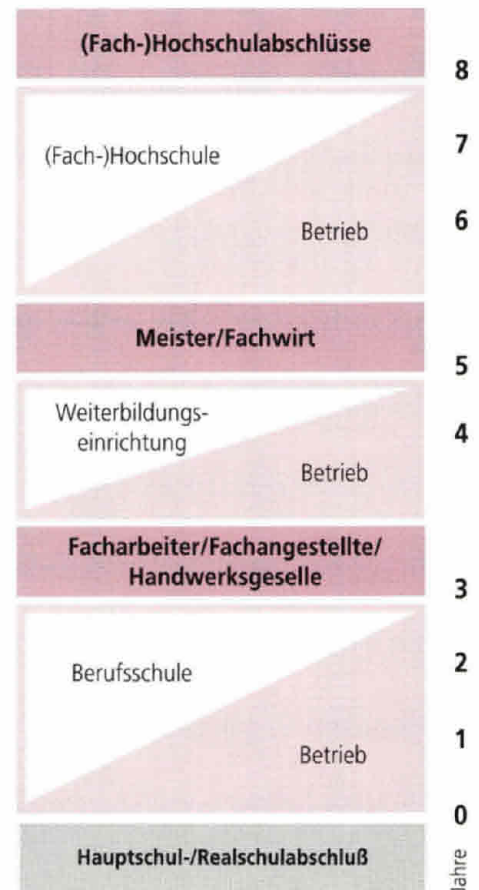 (Fach-)Hochschulabschlüsse
8
(Fach-)Hochschule
7
Betrieb
6
Meister/Fachwirt
5
Weiterbildungs-
einrichtung
4
Betrieb
Facharbeiter/Fachangestellte/
Handwerksgeselle
3
Berufsschule
2
Betrieb
1
0
Hauptschul-/Realschulabschluß
Jahre